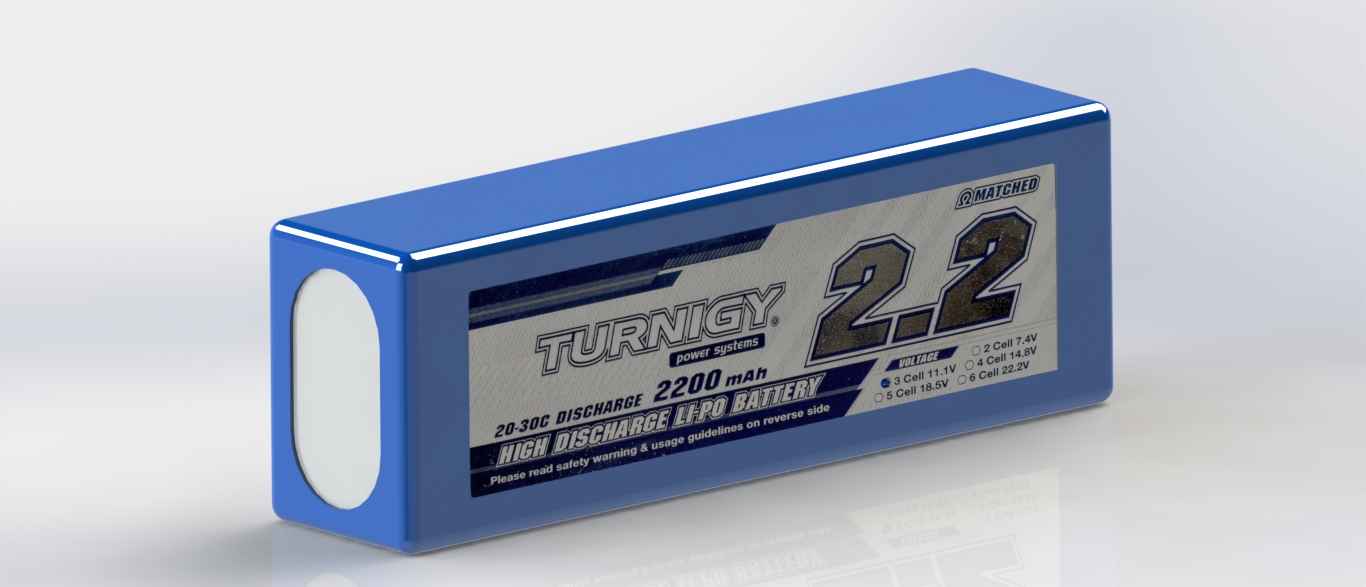 ΩMATCHED
2.2
TURNIGY®
power systems
2200 mAh
20-30C DISCHARGE
HIGH DISCHARGE LI-PO BATTERY
Please read safety warning & usage guidelines on reverse side
VOLTAGE
2 Cell 7.4V
3 Cell 11.1V
4 Cell 14.8V
5 Cell 18.5V
6 Cell 22.2V